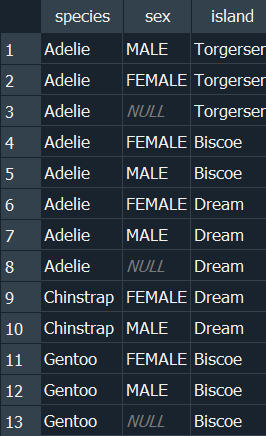 species sex island
1 Adelie MALE Torgersen
2 Adelie FEMALE Torgersen
3 Adelie NULL Torgersen
4 Adelie FEMALE Biscoe
5 Adelie MALE Biscoe
6 Adelie FEMALE Dream
7 Adelie MALE Dream
8 Adelie NULL Dream
9 Chinstrap FEMALE Dream
10 Chinstrap MALE Dream
11 Gentoo FEMALE Biscoe
12 Gentoo MALE Biscoe
13 Gentoo NULL Biscoe